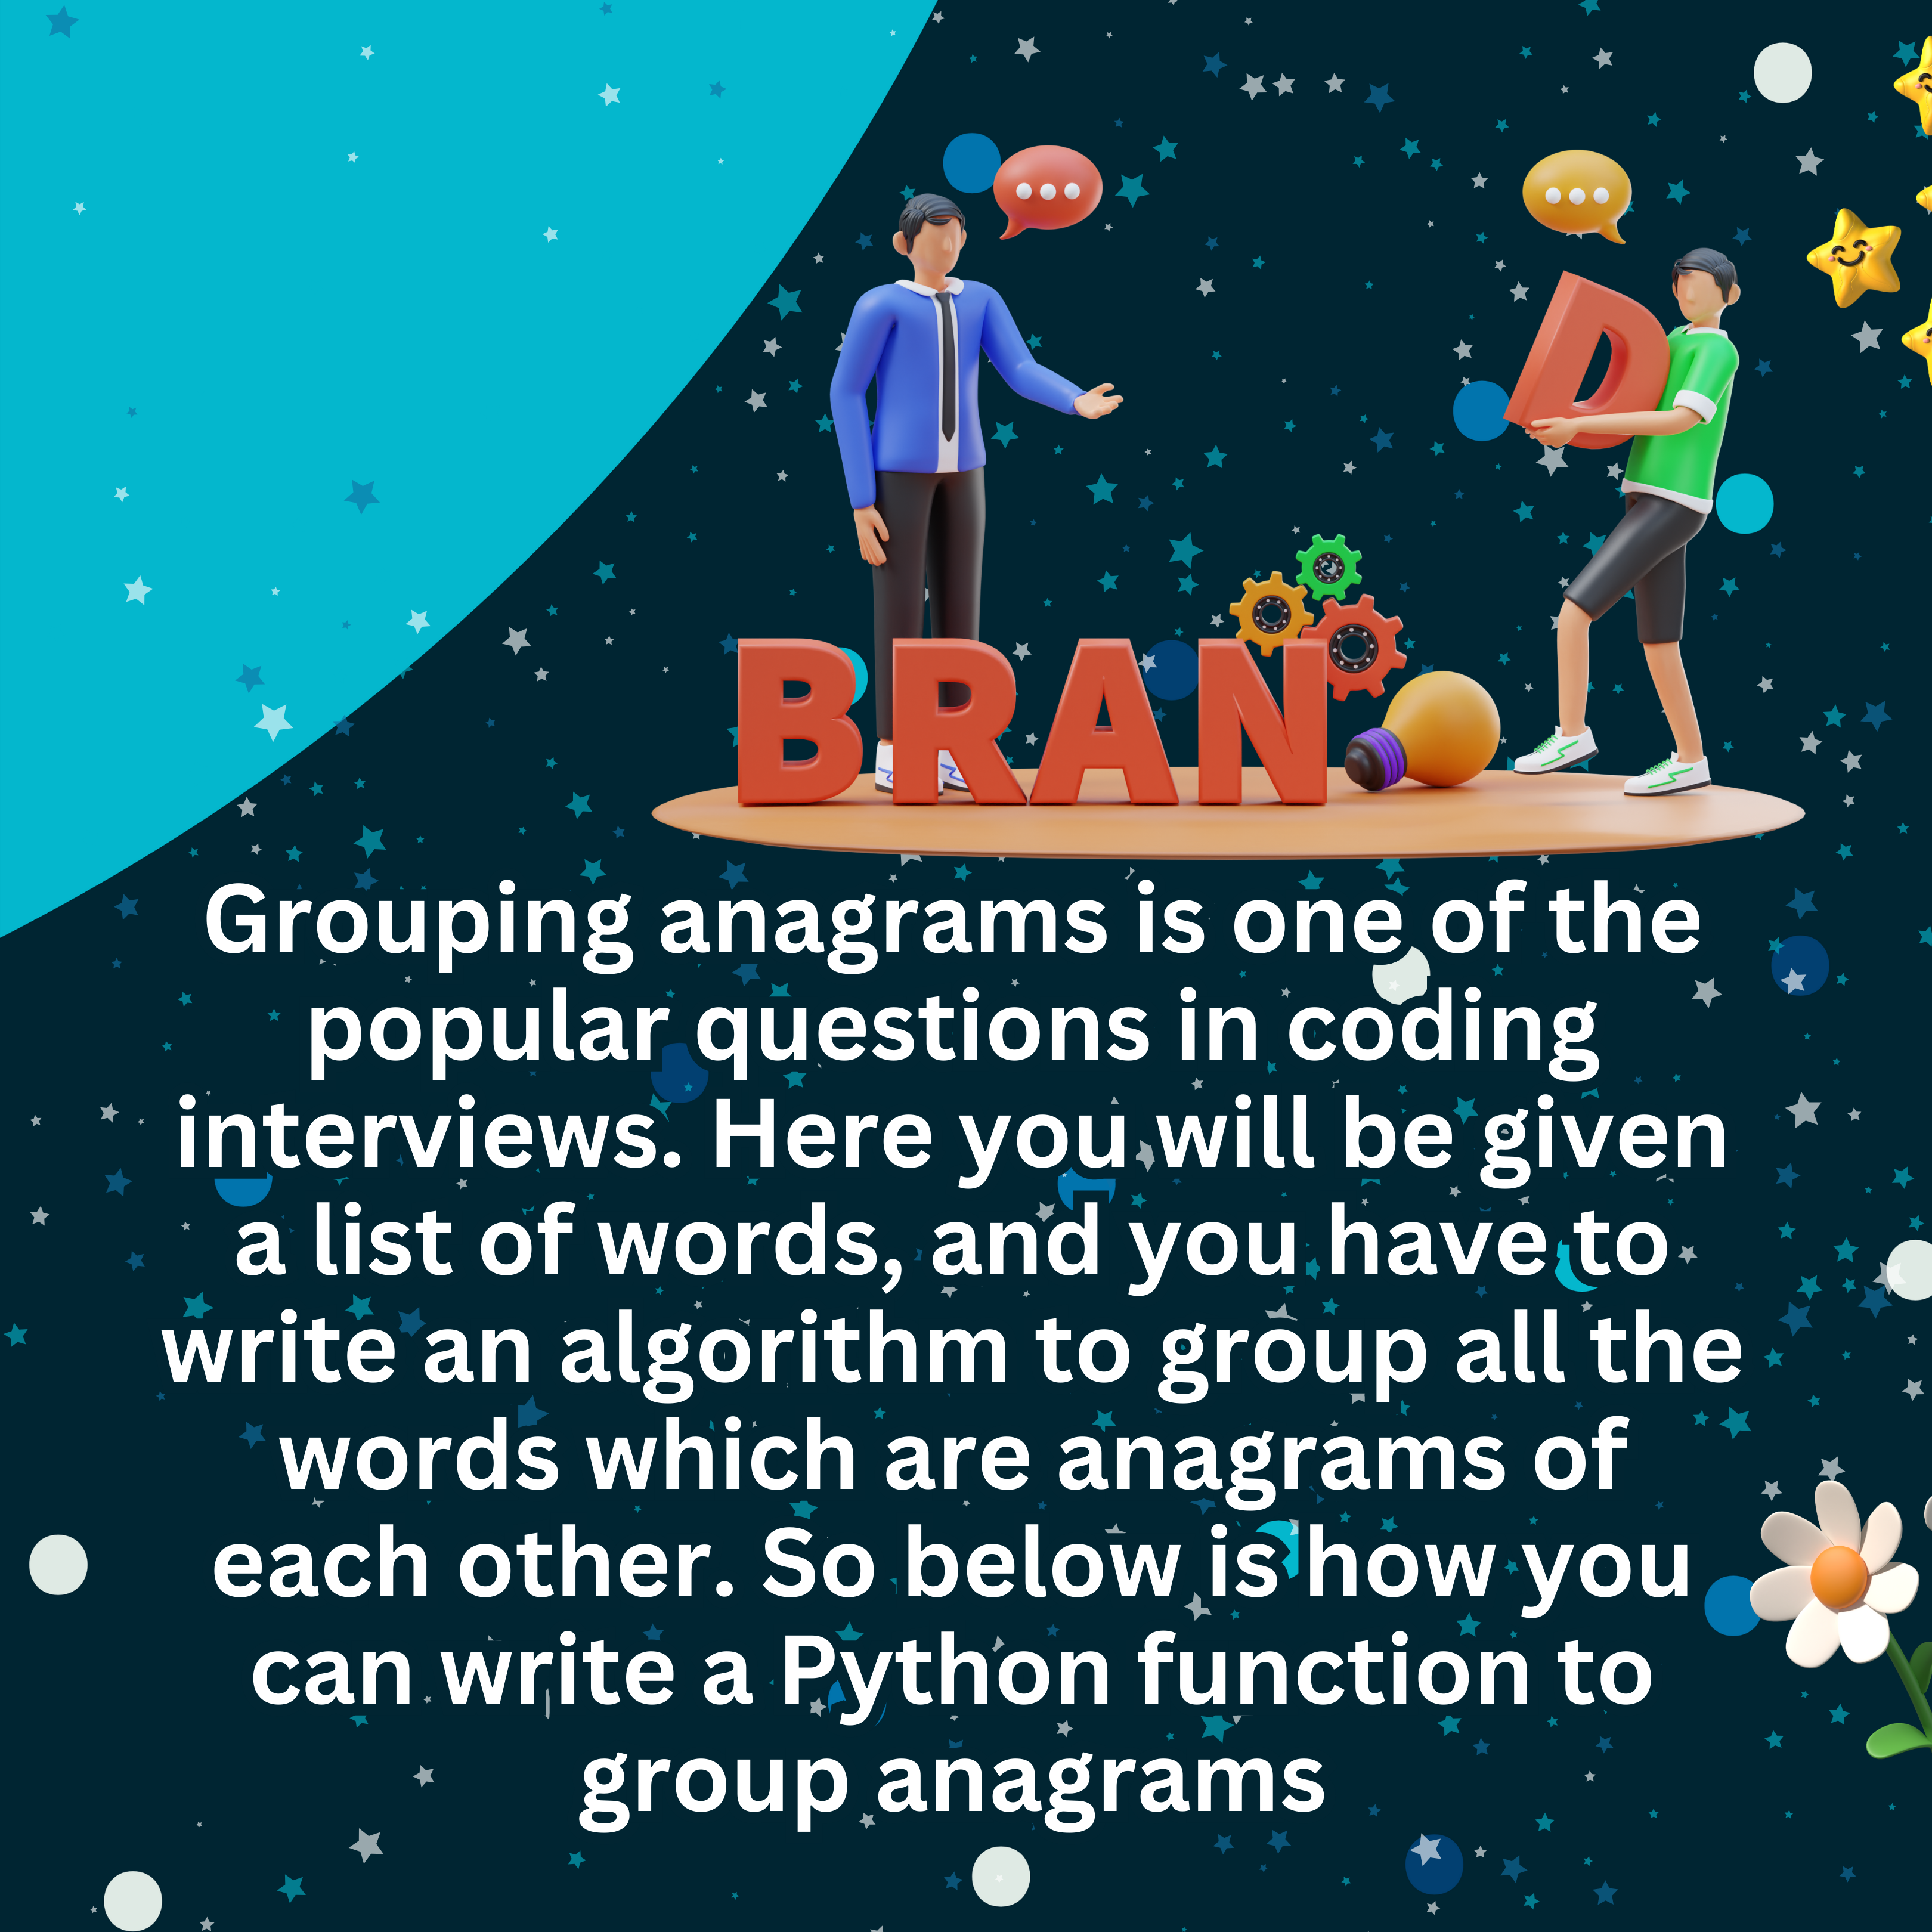 D
BRAN
Grouping anagrams is one of the
popular questions in coding
interviews. Here you will be given
a list of words, and you have to
write an algorithm to group all the
words which are anagrams of
each other. So below is how you
can write a Python function to
group anagrams